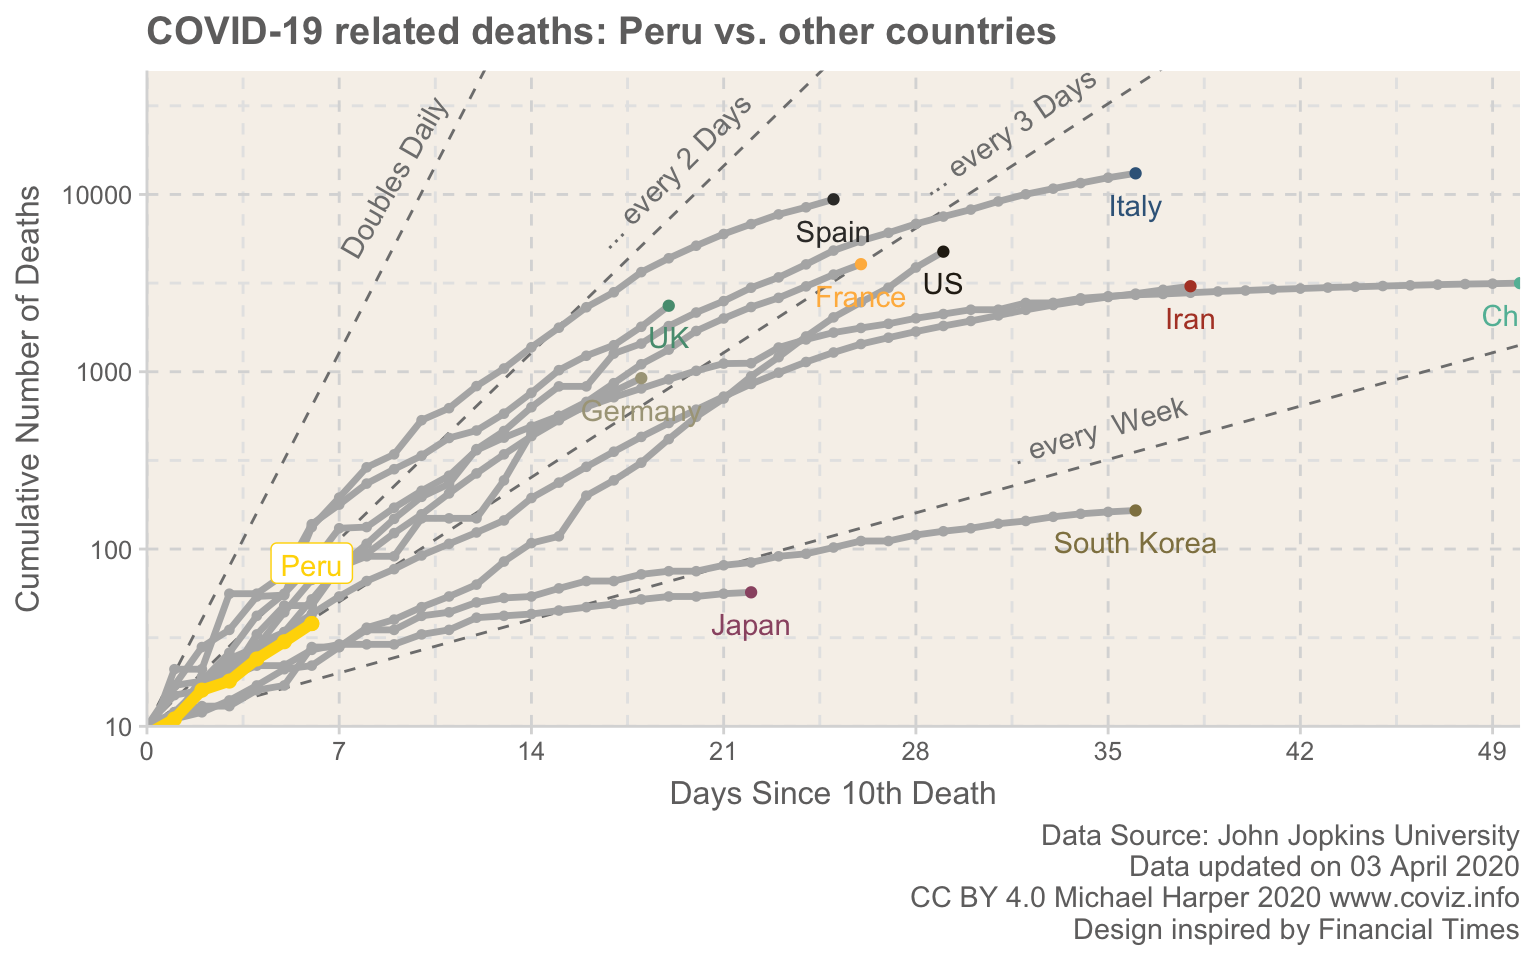 COVID-19 related deaths: Peru vs. other countries
Cumulative Number of Deaths
10000
1000
100
10
Doubles Daily
... every 2 Days
... every 3 Days
. every Week
Spain
Italy
US
France
UK
Iran
Ch
Germany
Peru
South Korea
Japan
0 7 14 21 28 35 42 49
Days Since 10th Death
Data Source: John Jopkins University
Data updated on 03 April 2020
CC BY 4.0 Michael Harper 2020 www.coviz.info
Design inspired by Financial Times